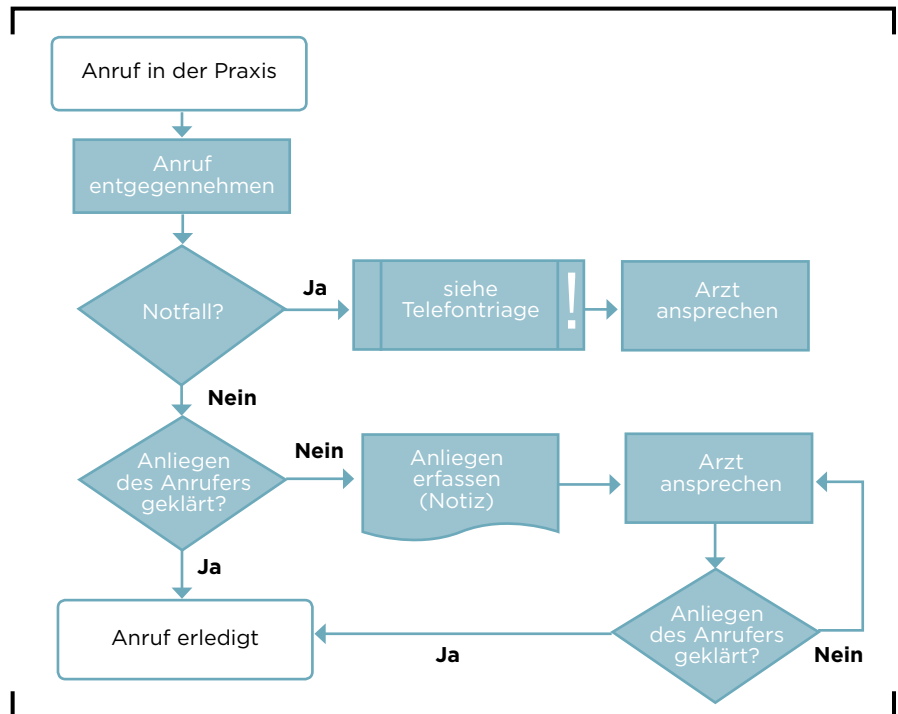 Anruf in der Praxis
Anruf
entgegennehmen
Notfall?
Ja
siehe
Telefontriage
!
Arzt
ansprechen
Nein
Anliegen
des Anrufers
geklärt?
Nein
Anliegen
erfassen
(Notiz)
Arzt
ansprechen
Ja
Anruf erledigt
Ja
Anliegen
des Anrufers
geklärt?
Nein